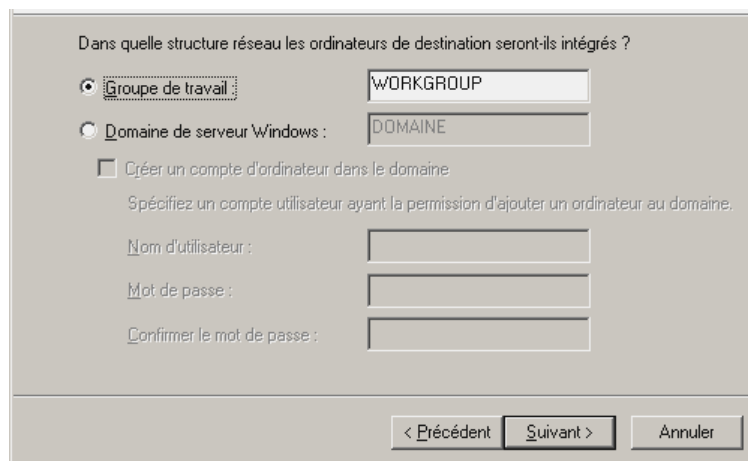 Dans quelle structure réseau les ordinateurs de destination seront-ils intégrés ?
Groupe de travail : WORKGROUP
Domaine de serveur Windows : DOMAINE
Créer un compte d'ordinateur dans le domaine
Spécifiez un compte utilisateur ayant la permission d'ajouter un ordinateur au domaine.
Nom d'utilisateur :
Mot de passe :
Confirmer le mot de passe :
< Précédent Suivant > Annuler